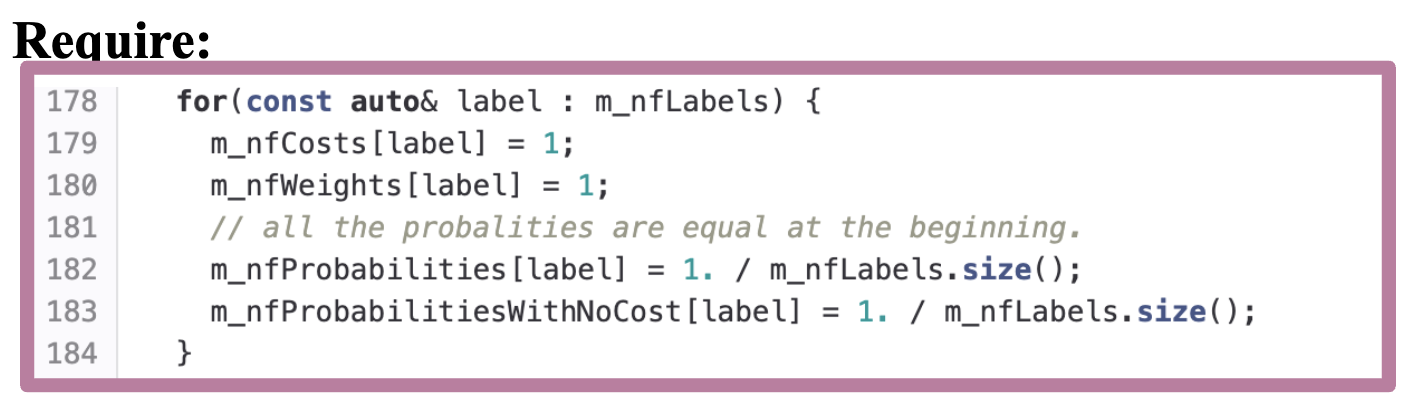 Require:
178 for(const auto& label : m_nfLabels) {
179 m_nfCosts[label] = 1;
180 m_nfWeights[label] = 1;
181 // all the probalities are equal at the beginning.
182 m_nfProbabilities[label] = 1. / m_nfLabels.size();
183 m_nfProbabilitiesWithNoCost[label] = 1. / m_nfLabels.size();
184 }